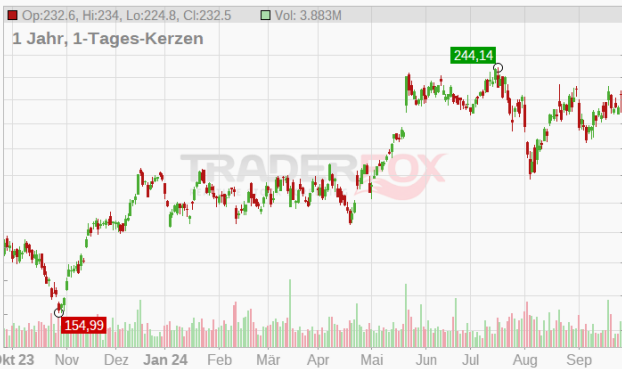 Op:232.6, Hi:234, Lo:224.8, Cl:232.5 Vol: 3.883M
1 Jahr, 1-Tages-Kerzen
244,14
TRADERFOX
154,99
Okt 23 Nov Dez Jan 24 Feb Mär Apr Mai Jun Jul Aug Sep